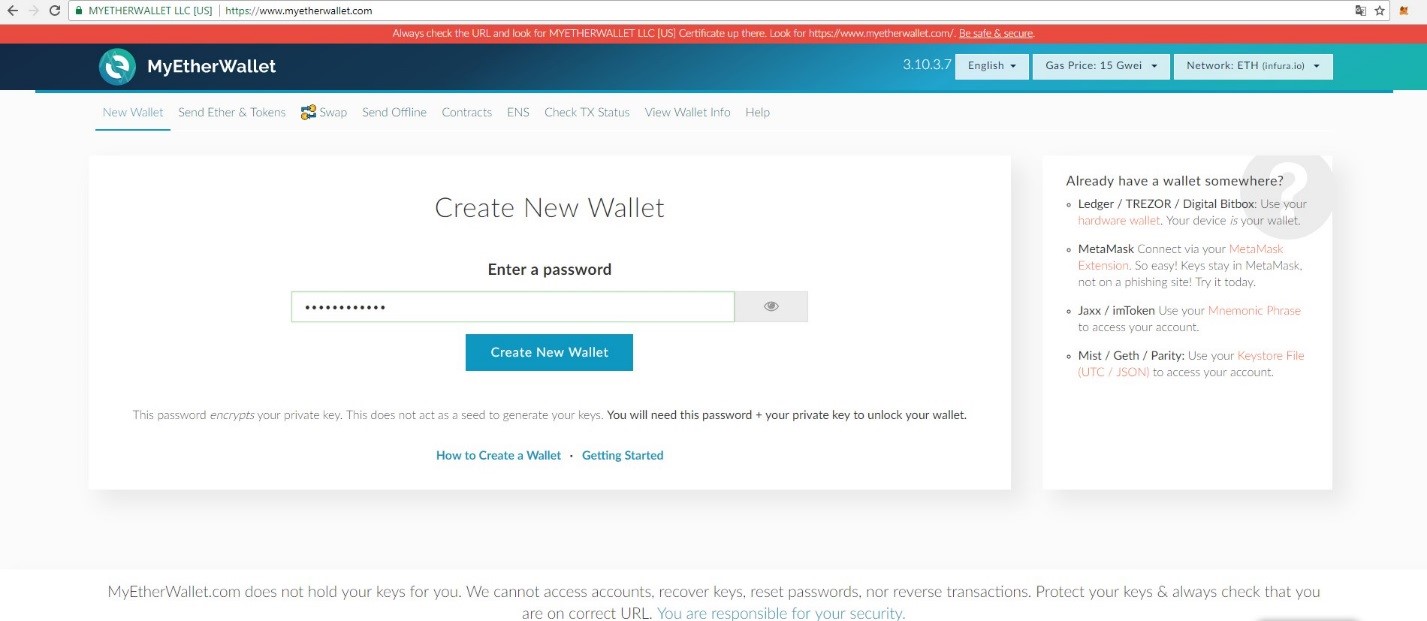 MYETHERWALLET LLC [US] https://www.myetherwallet.com
Always check the URL and look for MYETHERWALLET LLC [US] Certificate up there. Look for https://www.myetherwallet.com/. Be safe & secure.
MyEtherWallet
3.10.3.7 English Gas Price: 15 Gwei Network: ETH (infura.io)
New Wallet Send Ether & Tokens Swap Send Offline Contracts ENS Check TX Status View Wallet Info Help
Create New Wallet
Enter a password
••••••••••••
Create New Wallet
This password encrypts your private key. This does not act as a seed to generate your keys. You will need this password + your private key to unlock your wallet.
How to Create a Wallet · Getting Started
?
Already have a wallet somewhere?
Ledger / TREZOR / Digital Bitbox: Use your
hardware wallet. Your device is your wallet.
MetaMask Connect via your MetaMask
Extension. So easy! Keys stay in MetaMask,
not on a phishing site! Try it today.
Jaxx / imToken Use your Mnemonic Phrase
to access your account.
Mist / Geth / Parity: Use your Keystore File
(UTC / JSON) to access your account.
MyEtherWallet.com does not hold your keys for you. We cannot access accounts, recover keys, reset passwords, nor reverse transactions. Protect your keys & always check that you
are on correct URL. You are responsible for your security.